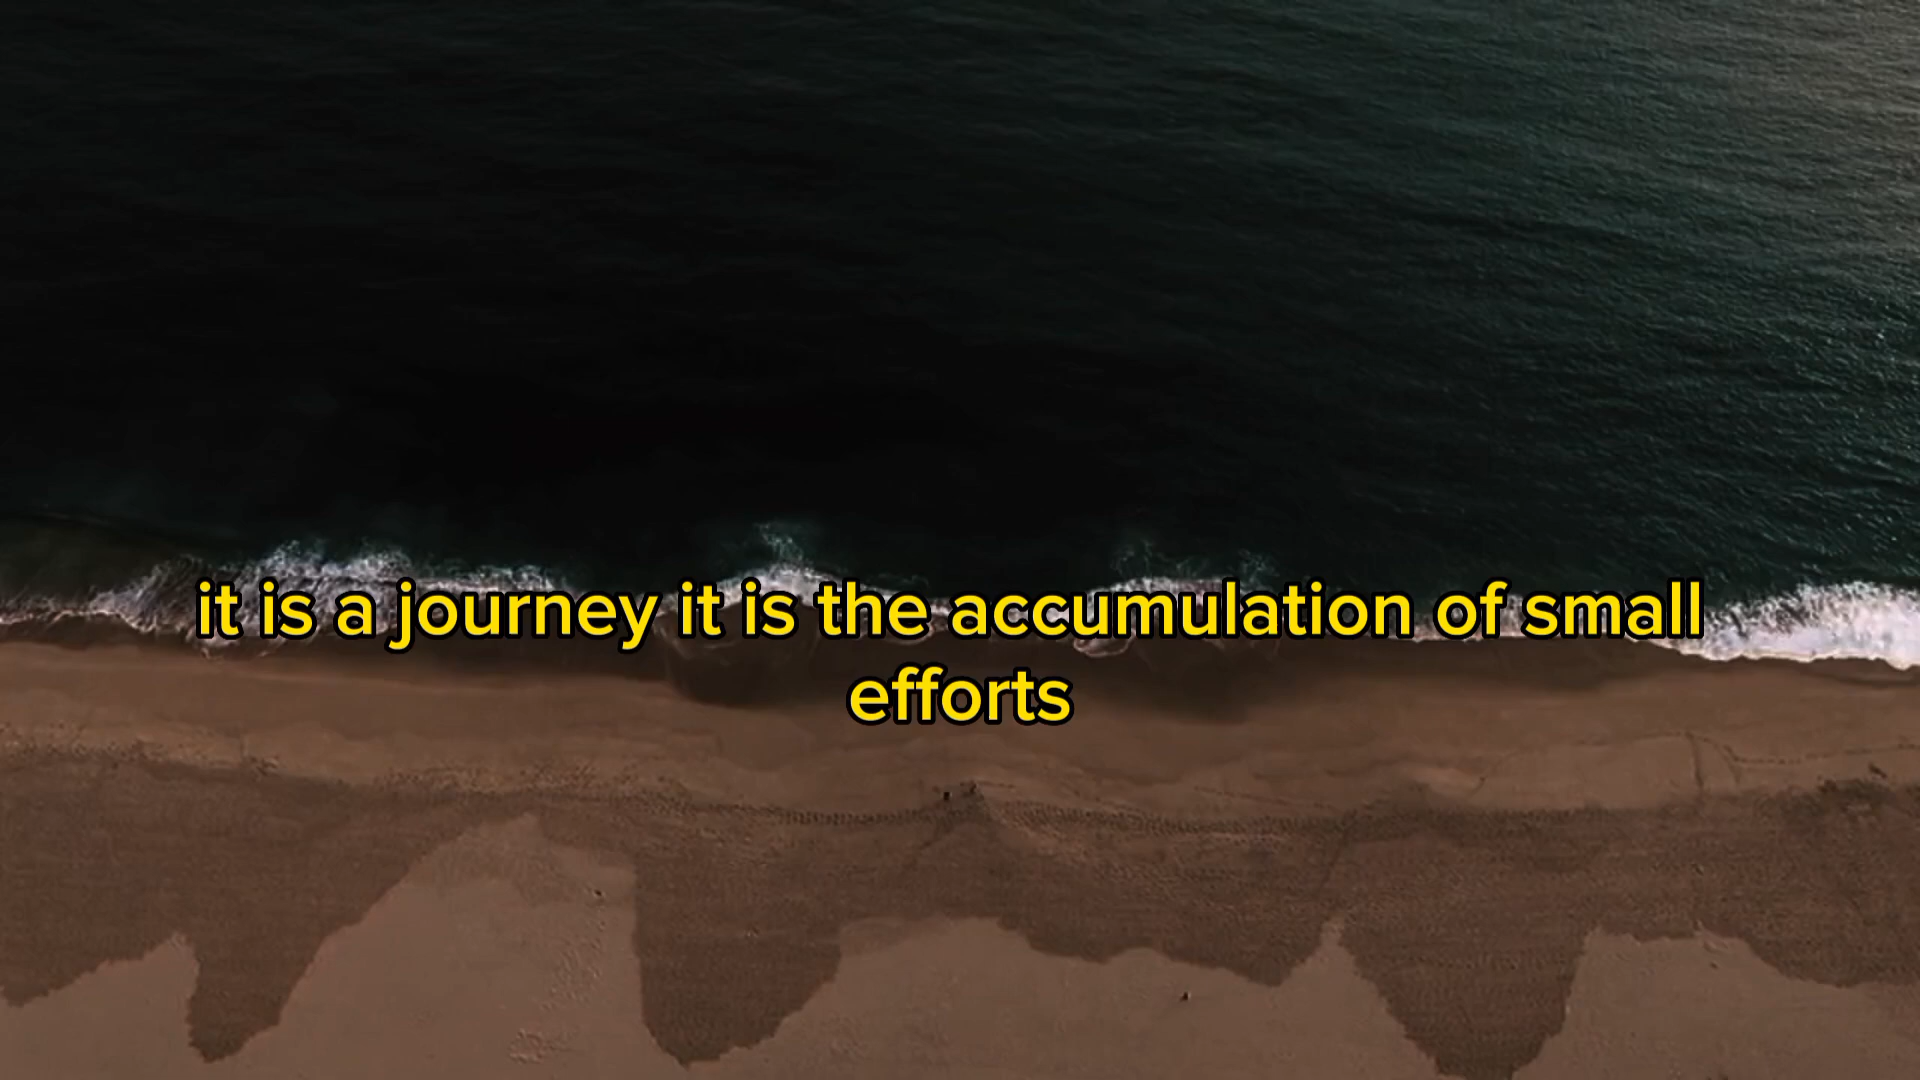 it is a journey it is the accumulation of small
efforts